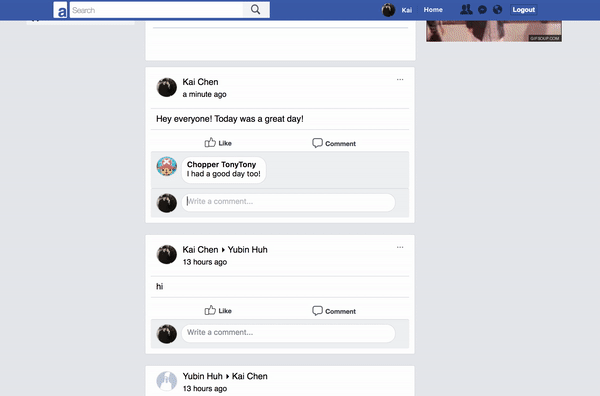 a Search Kai Home Logout
GIFSOUP.COM
Kai Chen
a minute ago
Hey everyone! Today was a great day!
Like Comment
Chopper TonyTony
I had a good day too!
Write a comment...
Kai Chen Yubin Huh
13 hours ago
hi
Like Comment
Write a comment...
Yubin Huh Kai Chen
13 hours ago